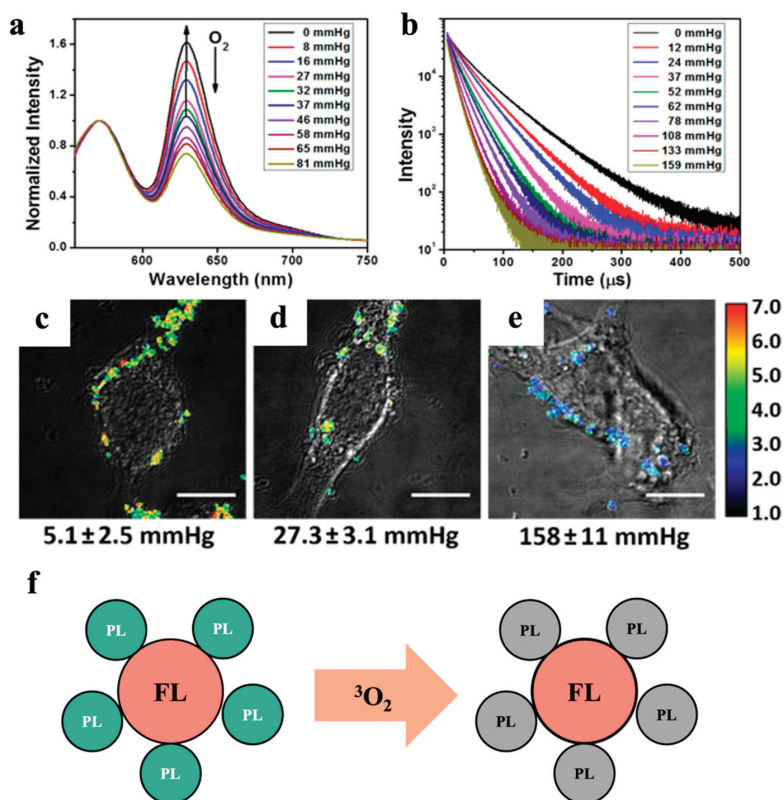 a
O2
0 mmHg
8 mmHg
16 mmHg
27 mmHg
32 mmHg
37 mmHg
46 mmHg
58 mmHg
65 mmHg
81 mmHg
Normalized Intensity
1.6
1.2
0.8
0.4
0.0
600 650 700 750
Wavelength (nm)
b
0 mmHg
12 mmHg
24 mmHg
37 mmHg
52 mmHg
62 mmHg
78 mmHg
108 mmHg
133 mmHg
159 mmHg
Intensity
10^4
10^3
10^2
10^1
0 100 200 300 400 500
Time (μs)
c
5.1±2.5 mmHg
d
27.3±3.1 mmHg
e
158±11 mmHg
7.0
6.0
5.0
4.0
3.0
2.0
1.0
f
PL PL
FL
PL PL
PL
³O₂
PL PL
FL
PL PL
PL